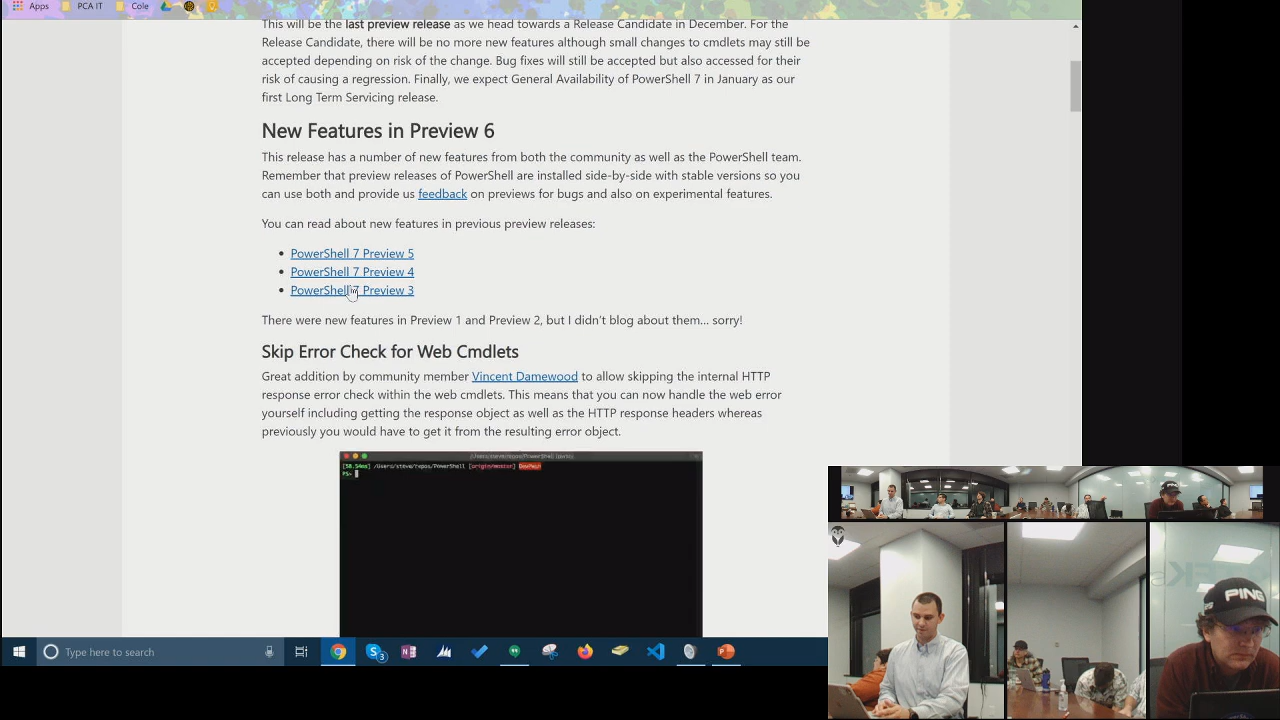 Apps PCA IT Cole
This will be the last preview release as we head towards a Release Candidate in December. For the
Release Candidate, there will be no more new features although small changes to cmdlets may still be
accepted depending on risk of the change. Bug fixes will still be accepted but also accessed for their
risk of causing a regression. Finally, we expect General Availability of PowerShell 7 in January as our
first Long Term Servicing release.
New Features in Preview 6
This release has a number of new features from both the community as well as the PowerShell team.
Remember that preview releases of PowerShell are installed side-by-side with stable versions so you
can use both and provide us feedback on previews for bugs and also on experimental features.
You can read about new features in previous preview releases:
• PowerShell 7 Preview 5
• PowerShell 7 Preview 4
• PowerShell 7 Preview 3
There were new features in Preview 1 and Preview 2, but I didn't blog about them... sorry!
Skip Error Check for Web Cmdlets
Great addition by community member Vincent Damewood to allow skipping the internal HTTP
response error check within the web cmdlets. This means that you can now handle the web error
yourself including getting the response object as well as the HTTP response headers whereas
previously you would have to get it from the resulting error object.
/Users/steve/repos/PowerShell [origin/master]
PS>
PING
Type here to search
3